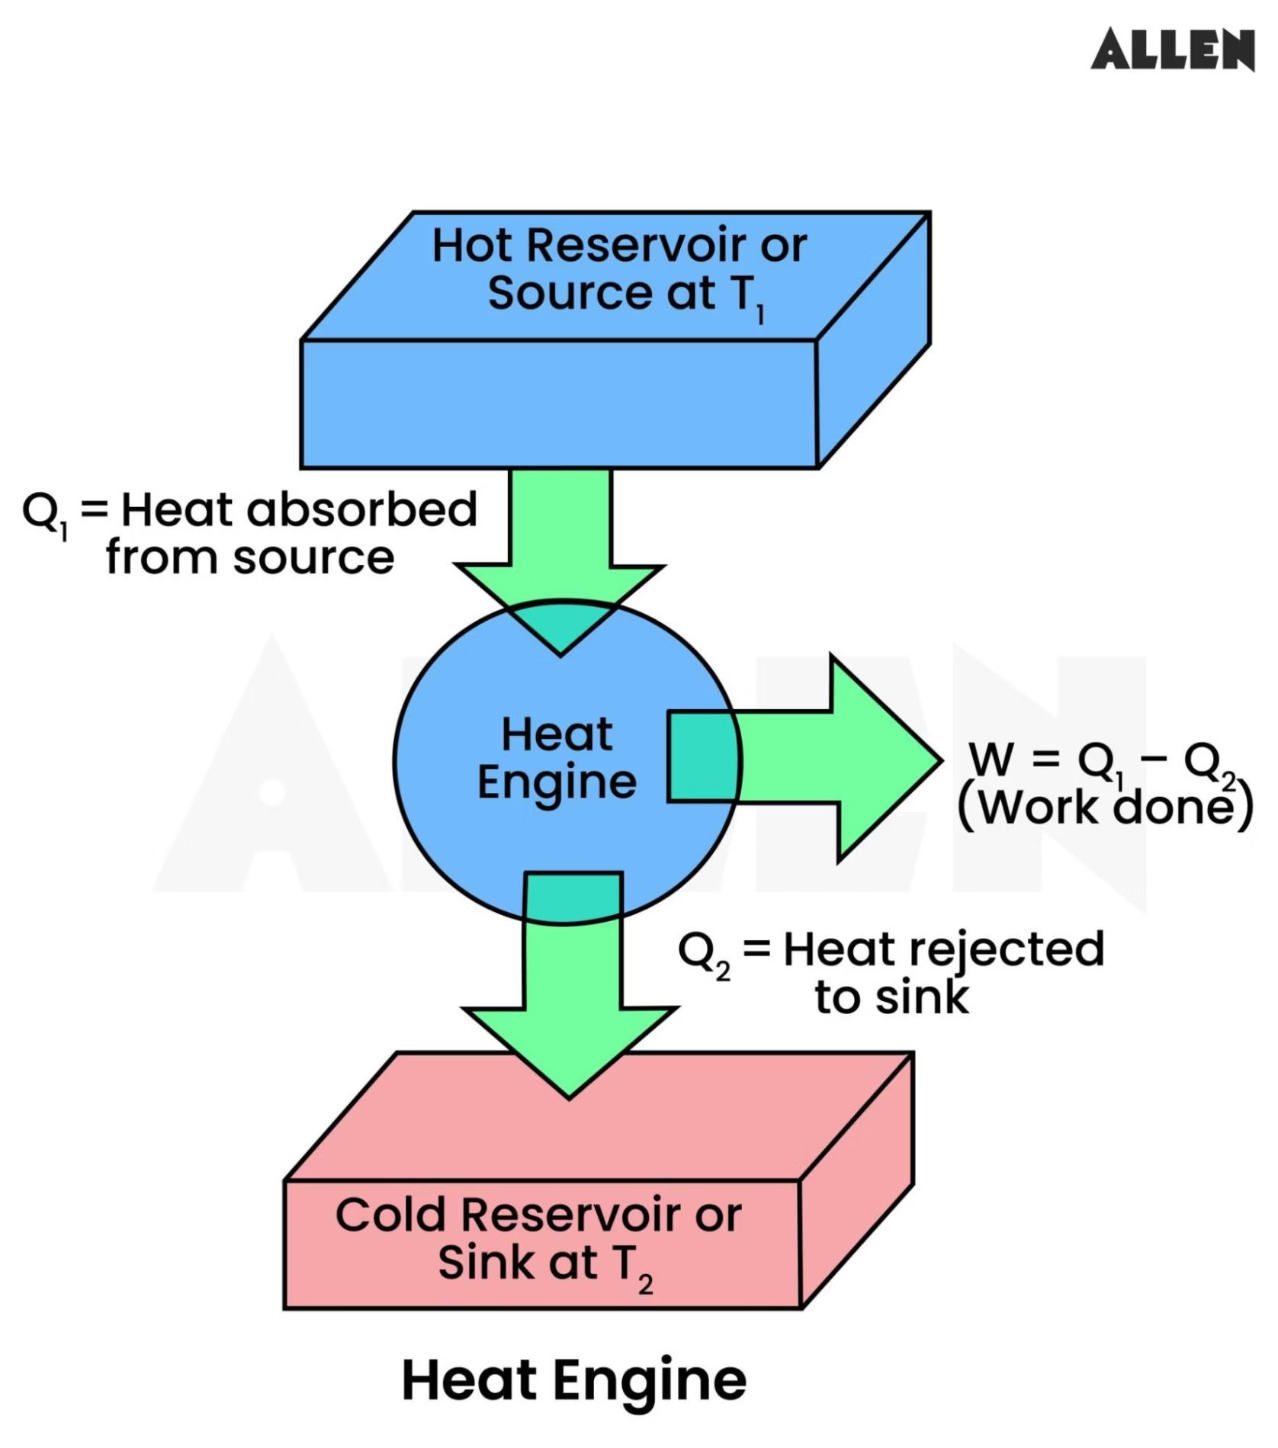 ALLEN
Hot Reservoir or
Source at T₁
Q₁ = Heat absorbed
from source
Heat
Engine
W = Q₁ − Q₂
(Work done)
Q₂ = Heat rejected
to sink
Cold Reservoir or
Sink at T₂
Heat Engine
ALLEN